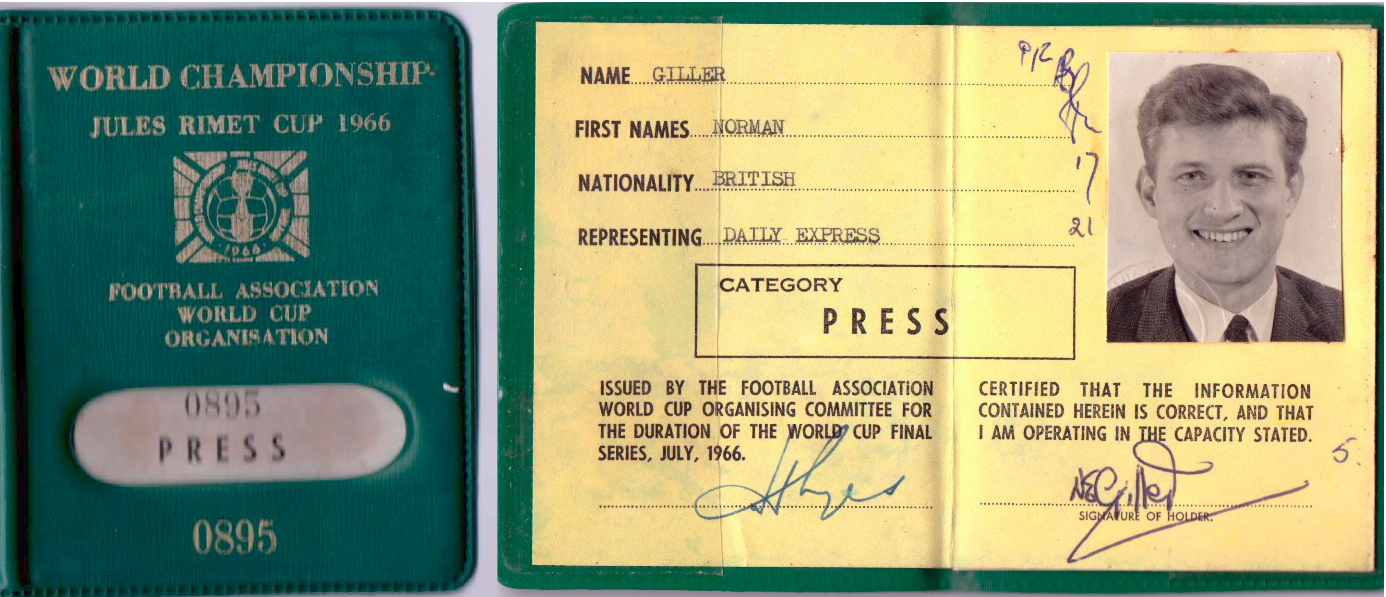 WORLD CHAMPIONSHIP
JULES RIMET CUP 1966
1966
FOOTBALL ASSOCIATION
WORLD CUP
ORGANISATION
0895
PRESS
0895
NAME GILLER
FIRST NAMES NORMAN
NATIONALITY BRITISH
REPRESENTING DAILY EXPRESS
17
21
CATEGORY
PRESS
ISSUED BY THE FOOTBALL ASSOCIATION
WORLD CUP ORGANISING COMMITTEE FOR
THE DURATION OF THE WORLD CUP FINAL
SERIES, JULY, 1966.
CERTIFIED THAT THE INFORMATION
CONTAINED HEREIN IS CORRECT, AND THAT
I AM OPERATING IN THE CAPACITY STATED.
5.
NEGiller
SIGNATURE OF HOLDER.